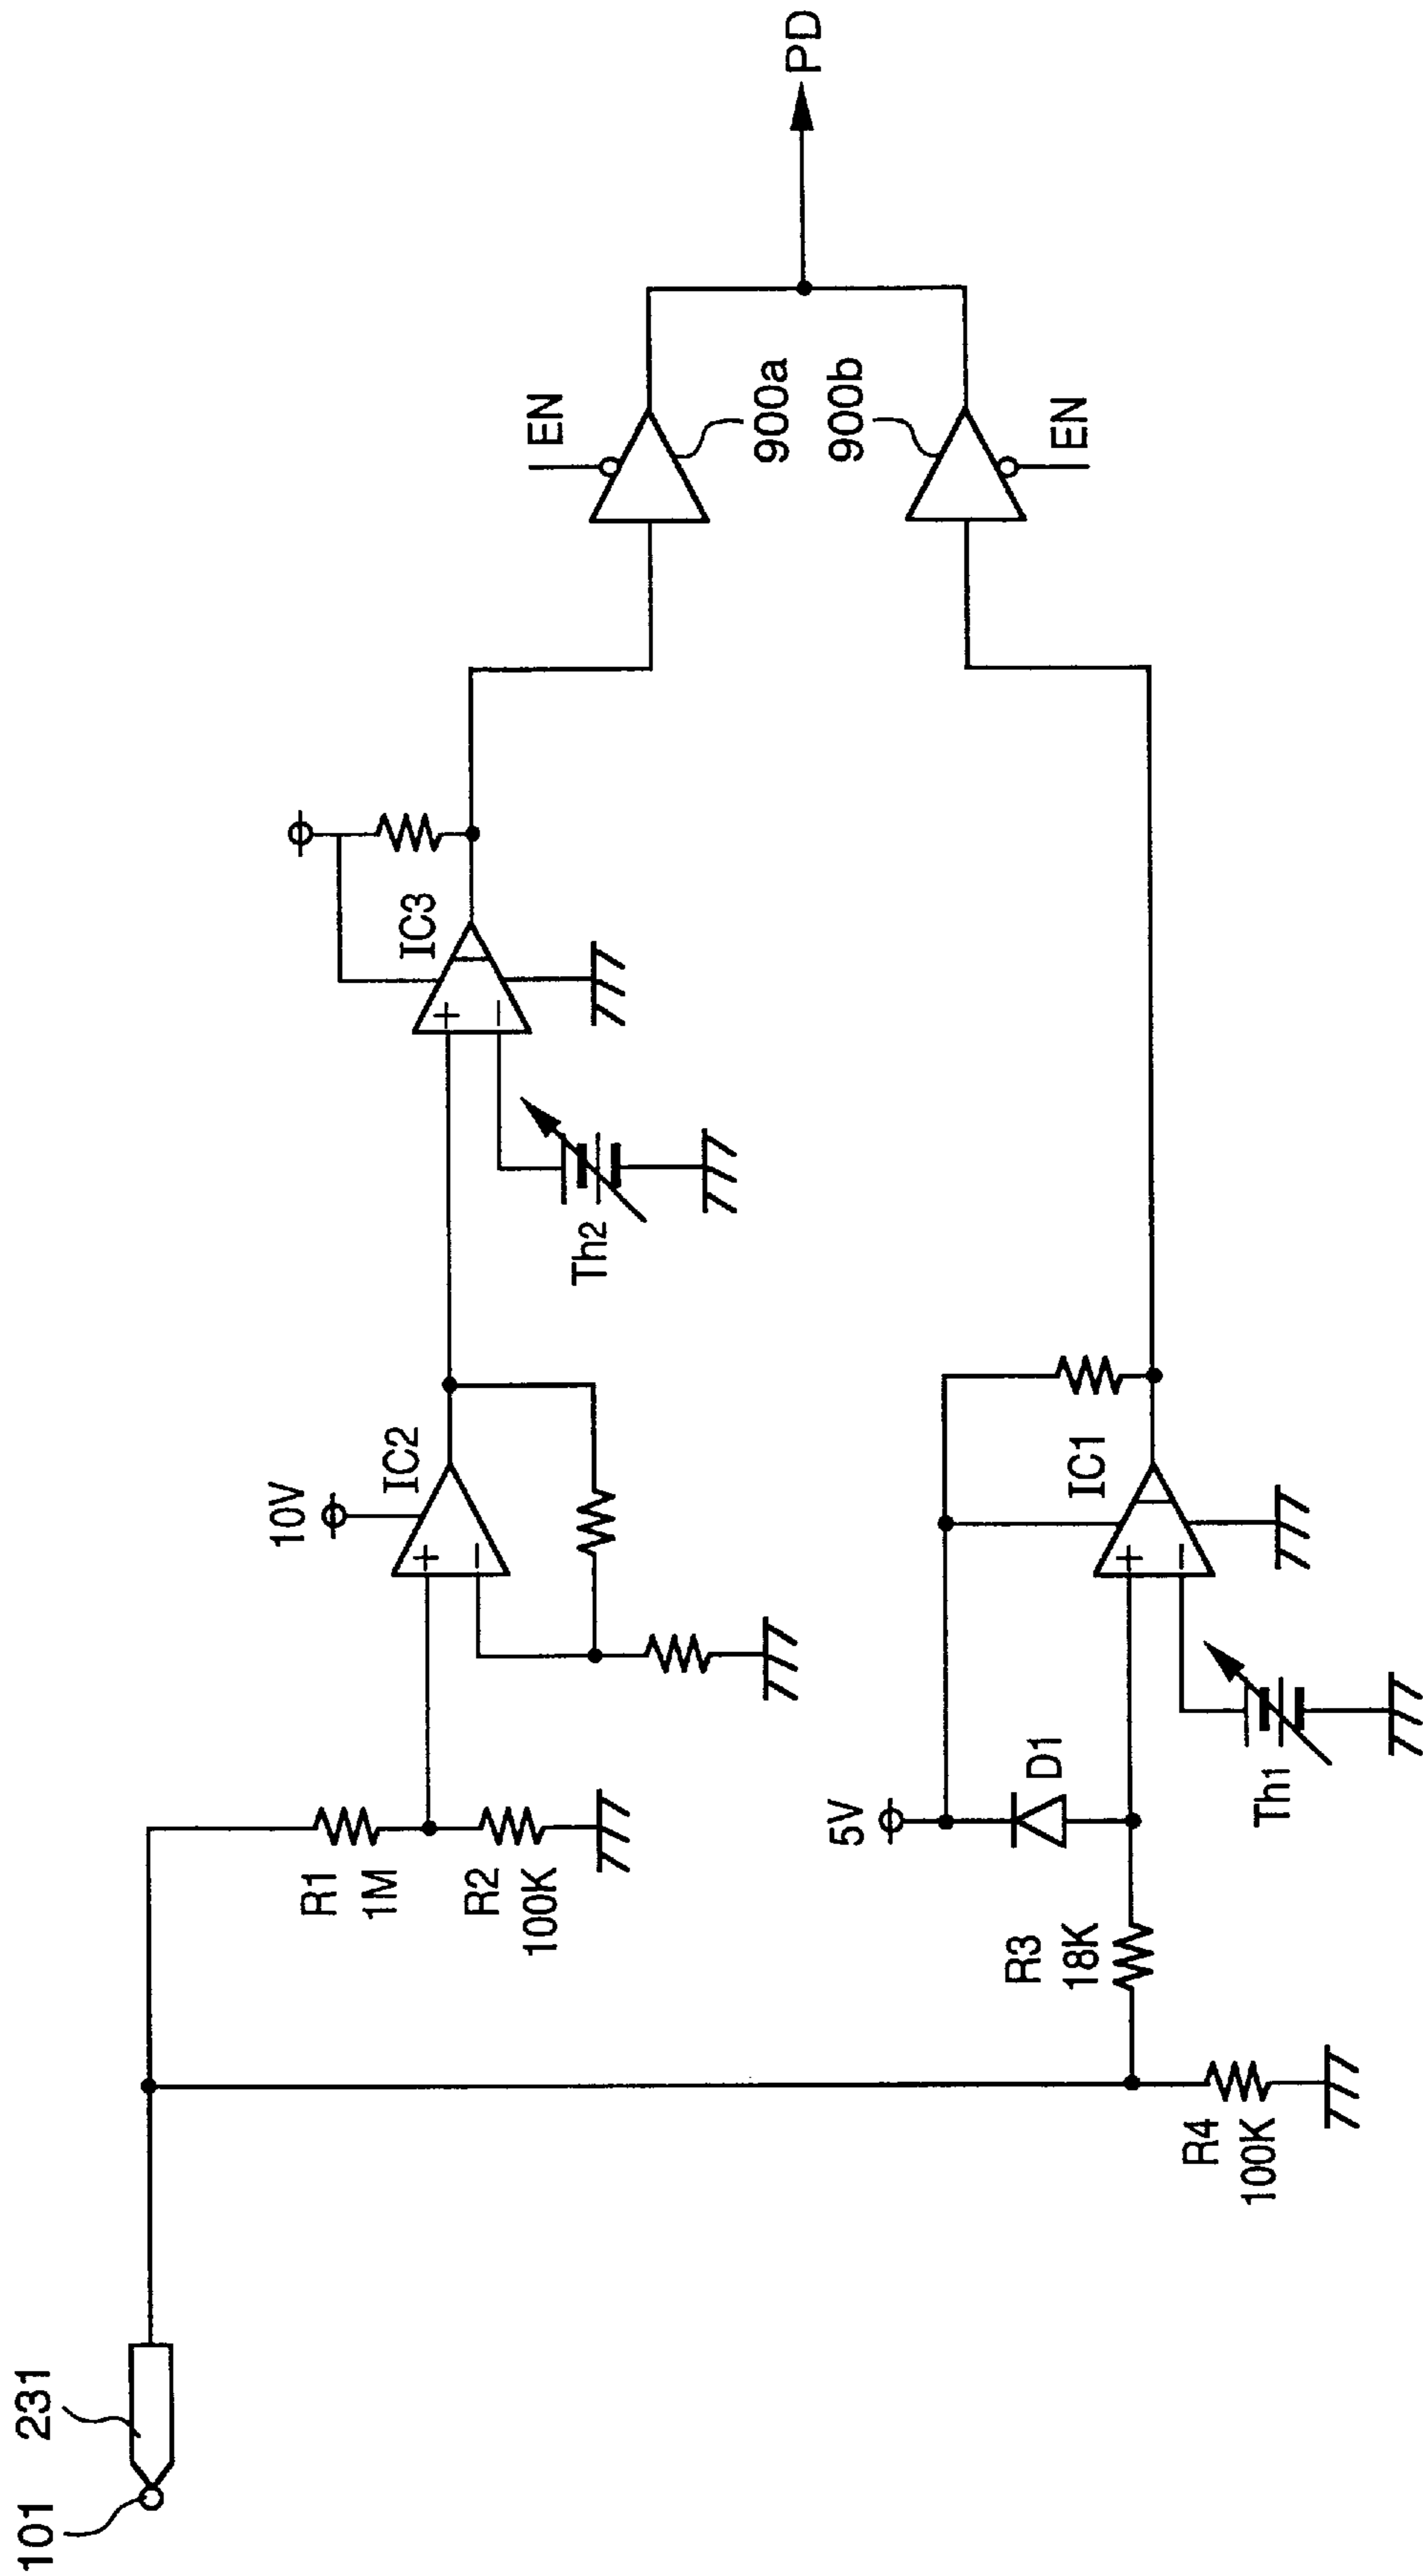 101
231
R1
1M
R2
100K
10V
IC2
+
−
Th2
IC3
+
−
EN
900a
900b
EN
PD
R4
100K
R3
18K
5V
D1
Th1
IC1
+
−